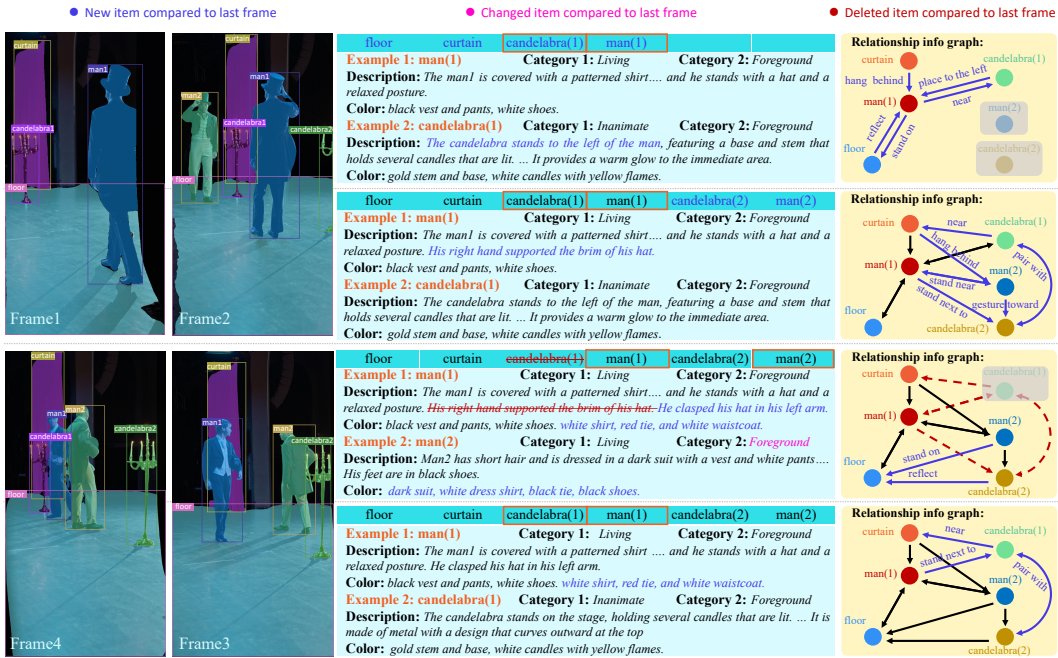 ● New item compared to last frame
● Changed item compared to last frame
● Deleted item compared to last frame
curtain
man1
candelabra1
floor
Frame1
man1
man2
curtain
candelabra1
candelabra2
floor
Frame2
floor curtain candelabra(1) man(1)
Example 1: man(1) Category 1: Living Category 2: Foreground
Description: The man1 is covered with a patterned shirt…. and he stands with a hat and a
relaxed posture.
Color: black vest and pants, white shoes.
Example 2: candelabra(1) Category 1: Inanimate Category 2: Foreground
Description: The candelabra stands to the left of the man, featuring a base and stem that
holds several candles that are lit. … It provides a warm glow to the immediate area.
Color: gold stem and base, white candles with yellow flames.
Relationship info graph:
curtain
candelabra(1)
hang behind
place to the left
near
man(1)
man(2)
reflect
stand on
floor
candelabra(2)
floor curtain candelabra(1) man(1) candelabra(2) man(2)
Example 1: man(1) Category 1: Living Category 2: Foreground
Description: The man1 is covered with a patterned shirt…. and he stands with a hat and a
relaxed posture. His right hand supported the brim of his hat.
Color: black vest and pants, white shoes.
Example 2: candelabra(1) Category 1: Inanimate Category 2: Foreground
Description: The candelabra stands to the left of the man, featuring a base and stem that
holds several candles that are lit. … It provides a warm glow to the immediate area.
Color: gold stem and base, white candles with yellow flames.
Relationship info graph:
curtain
near
candelabra(1)
hang behind
man(1)
man(2)
pair with
stand near
stand next to
gesture toward
floor
candelabra(2)
curtain
man2
man1
candelabra1
candelabra2
floor
Frame4
curtain
man1
man2
candelabra2
floor
Frame3
floor curtain candelabra(1) man(1) candelabra(2) man(2)
Example 1: man(1) Category 1: Living Category 2: Foreground
Description: The man1 is covered with a patterned shirt…. and he stands with a hat and a
relaxed posture. His right hand supported the brim of his hat. He clasped his hat in his left arm.
Color: black vest and pants, white shoes. white shirt, red tie, and white waistcoat.
Example 2: man(2) Category 1: Living Category 2: Foreground
Description: Man2 has short hair and is dressed in a dark suit with a vest and white pants….
His feet are in black shoes.
Color: dark suit, white dress shirt, black tie, black shoes.
Relationship info graph:
curtain
candelabra(1)
man(1)
man(2)
stand on
floor
reflect
candelabra(2)
floor curtain candelabra(1) man(1) candelabra(2) man(2)
Example 1: man(1) Category 1: Living Category 2: Foreground
Description: The man1 is covered with a patterned shirt …. and he stands with a hat and a
relaxed posture. He clasped his hat in his left arm.
Color: black vest and pants, white shoes. white shirt, red tie, and white waistcoat.
Example 2: candelabra(1) Category 1: Inanimate Category 2: Foreground
Description: The candelabra stands on the stage, holding several candles that are lit. … It is
made of metal with a design that curves outward at the top
Color: gold stem and base, white candles with yellow flames.
Relationship info graph:
curtain
near
candelabra(1)
stand next to
man(1)
man(2)
pair with
floor
candelabra(2)